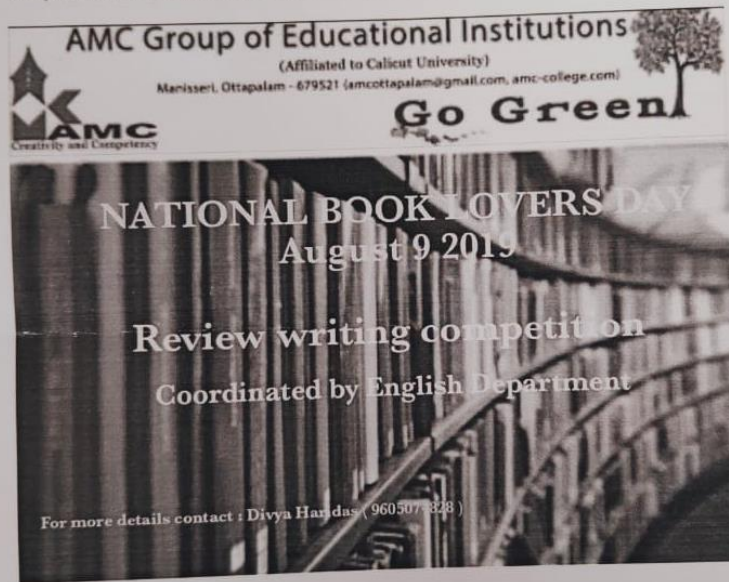 AMC Group of Educational Institutions
(Affiliated to Calicut University)
Manisseri, Ottapalam - 679521 (amcottapalam@gmail.com, amc-college.com)
Go Green
AMC
Creativity and Competency
NATIONAL BOOK LOVERS DAY
August 9 2019
Review writing competition
Coordinated by English Department
For more details contact : Divya Haridas